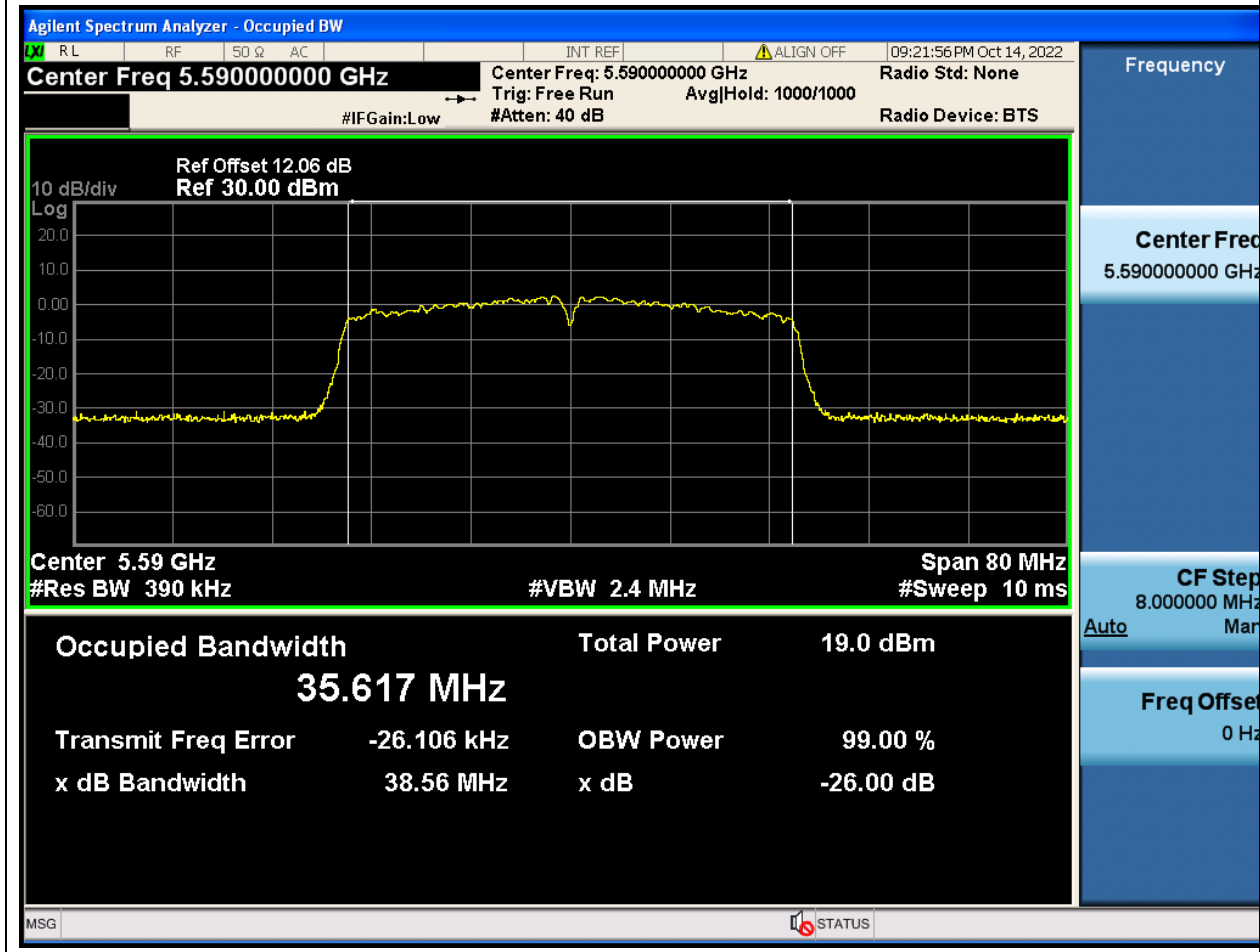 Agilent Spectrum Analyzer - Occupied BW
LXI RL RF 50 Ω AC INT REF ALIGN OFF 09:21:56 PM Oct 14, 2022
Center Freq 5.590000000 GHz
Center Freq: 5.590000000 GHz Radio Std: None
Trig: Free Run Avg|Hold: 1000/1000
#IFGain:Low #Atten: 40 dB Radio Device: BTS
Ref Offset 12.06 dB
10 dB/div Ref 30.00 dBm
Log
20.0
10.0
0.00
-10.0
-20.0
-30.0
-40.0
-50.0
-60.0
Center 5.59 GHz Span 80 MHz
#Res BW 390 kHz #VBW 2.4 MHz #Sweep 10 ms
Occupied Bandwidth Total Power 19.0 dBm
35.617 MHz
Transmit Freq Error -26.106 kHz OBW Power 99.00 %
x dB Bandwidth 38.56 MHz x dB -26.00 dB
MSG STATUS
Frequency
Center Freq
5.590000000 GHz
CF Step
8.000000 MHz
Auto Man
Freq Offset
0 Hz